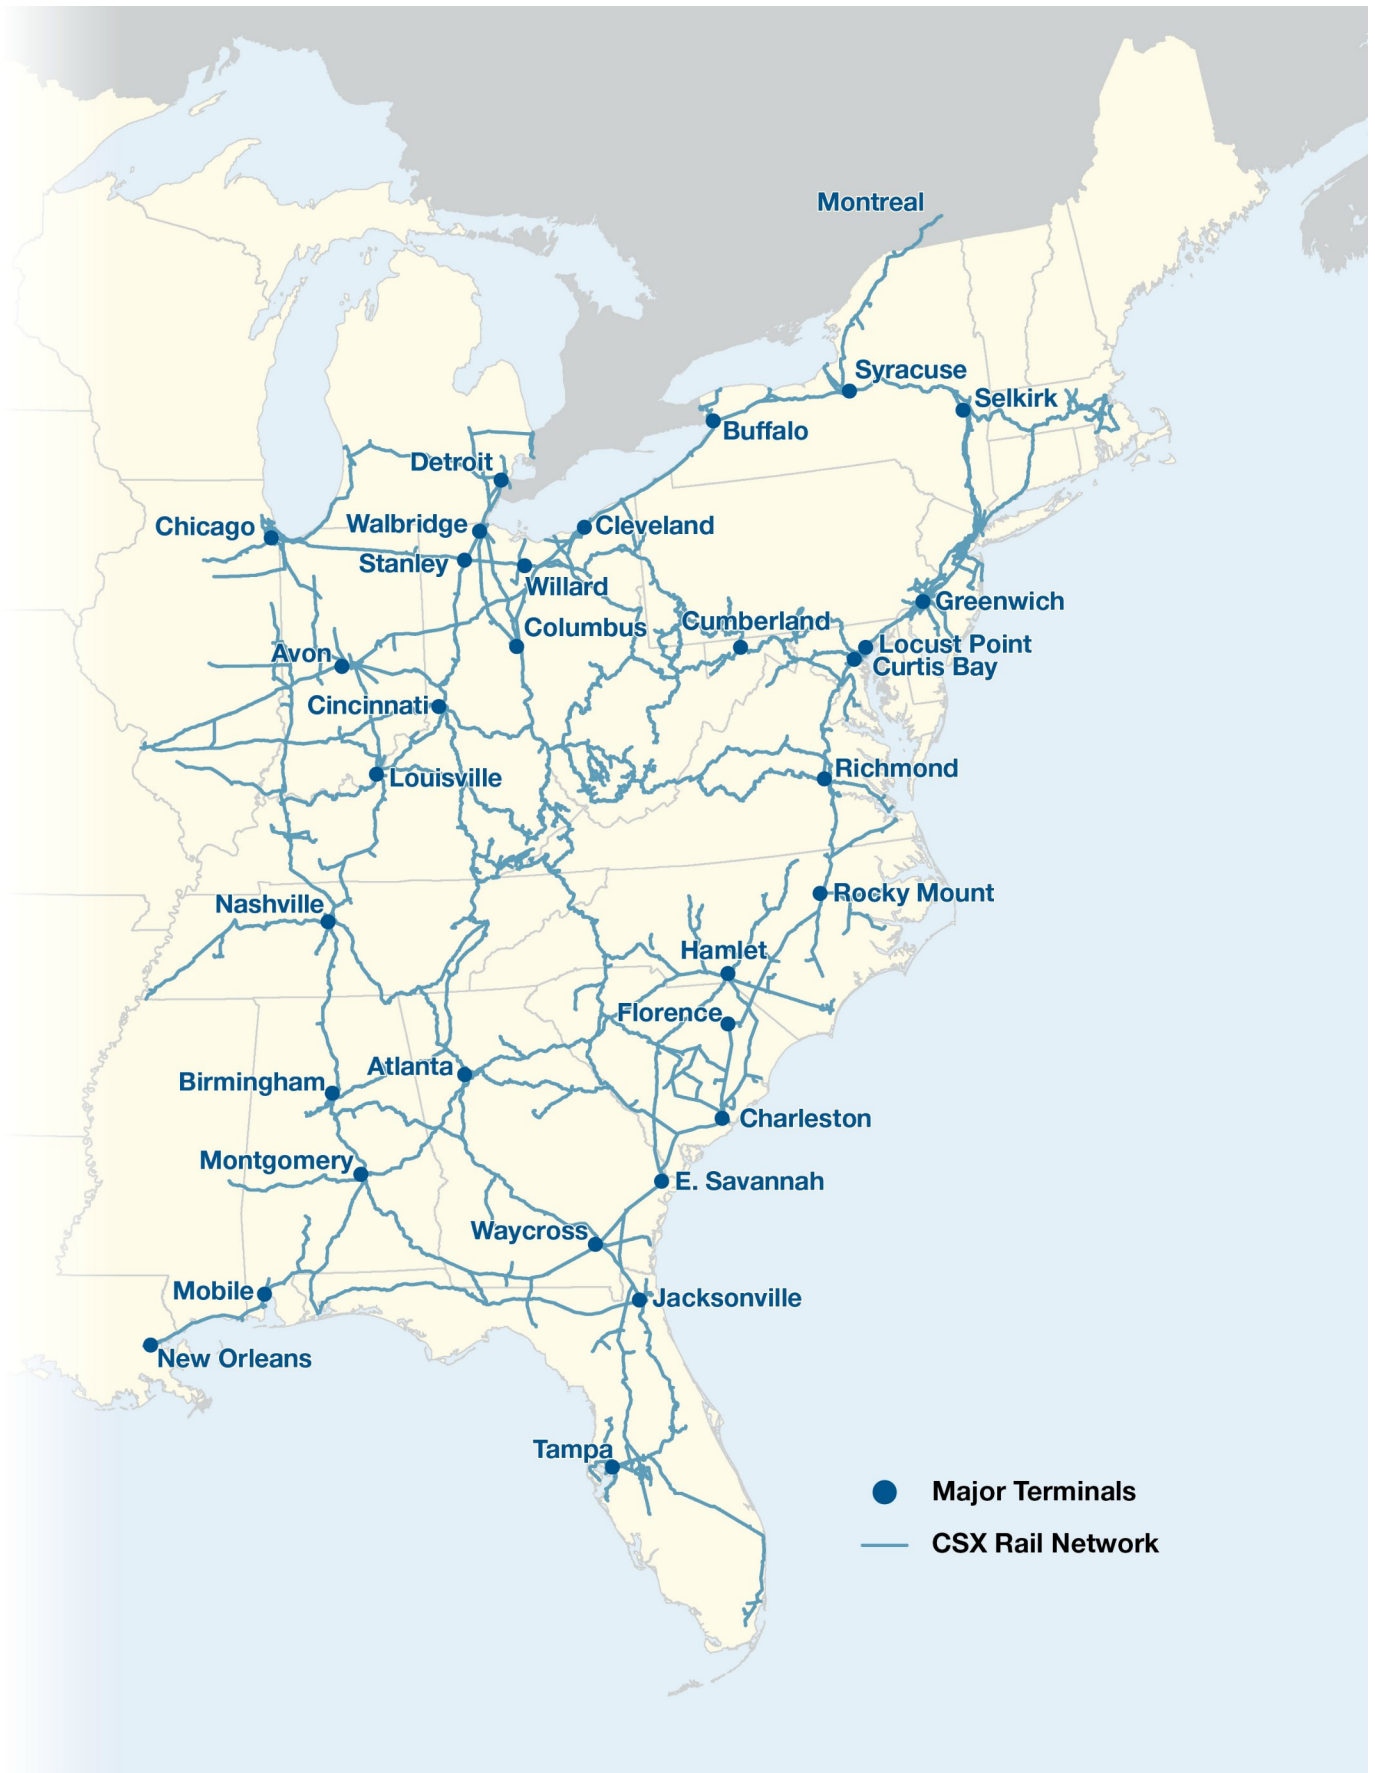 Montreal
Syracuse
Selkirk
Buffalo
Detroit
Chicago
Walbridge
Cleveland
Stanley
Willard
Greenwich
Cumberland
Columbus
Locust Point
Avon
Curtis Bay
Cincinnati
Richmond
Louisville
Rocky Mount
Nashville
Hamlet
Florence
Atlanta
Birmingham
Charleston
Montgomery
E. Savannah
Waycross
Mobile
Jacksonville
New Orleans
Tampa
Major Terminals
CSX Rail Network